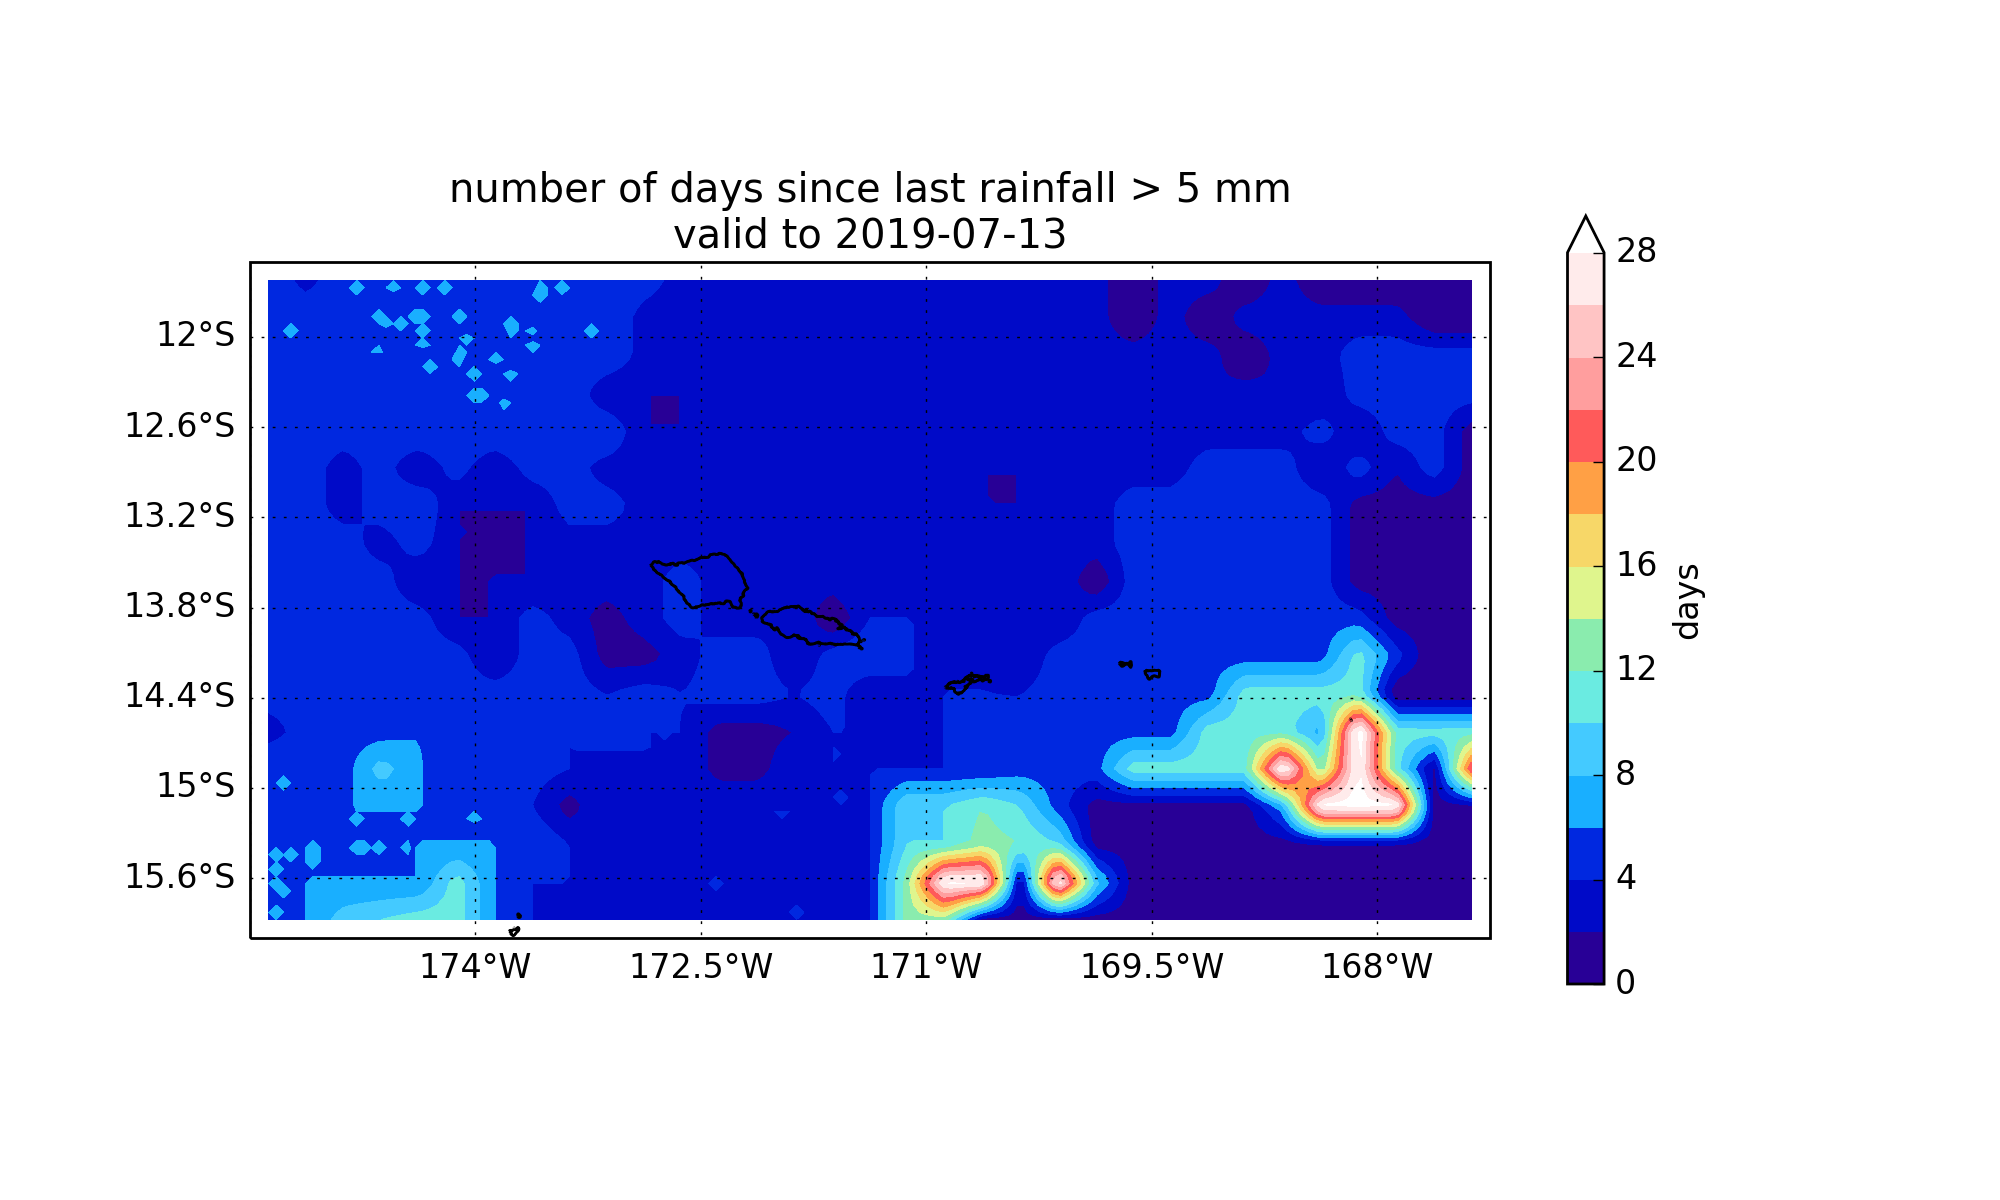 number of days since last rainfall > 5 mm
valid to 2019-07-13
12°S
12.6°S
13.2°S
13.8°S
14.4°S
15°S
15.6°S
174°W
172.5°W
171°W
169.5°W
168°W
28
24
20
16
12
8
4
0
days